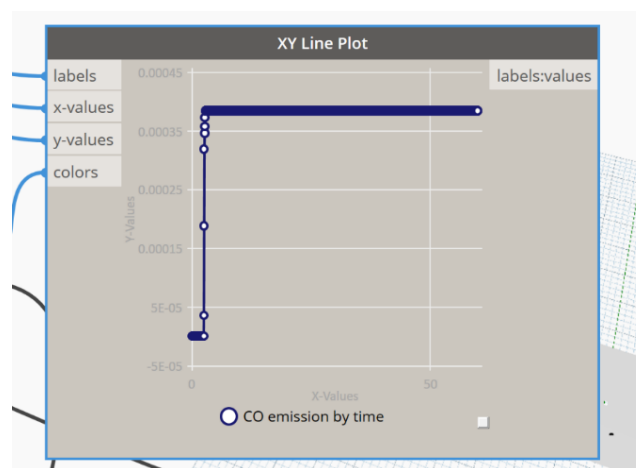 XY Line Plot
labels
x-values
y-values
colors
labels:values
0.00045
0.00035
0.00025
0.00015
5E-05
-5E-05
Y-Values
0
50
X-Values
CO emission by time